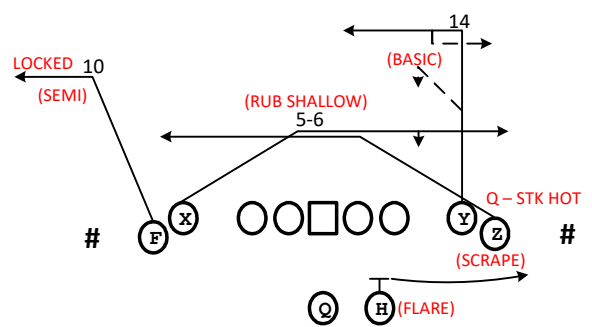 14
LOCKED 10
(BASIC)
(SEMI)
(RUB SHALLOW)
5-6
Q – STK HOT
X
Y
F
Z
#
#
(SCRAPE)
Q
H
(FLARE)